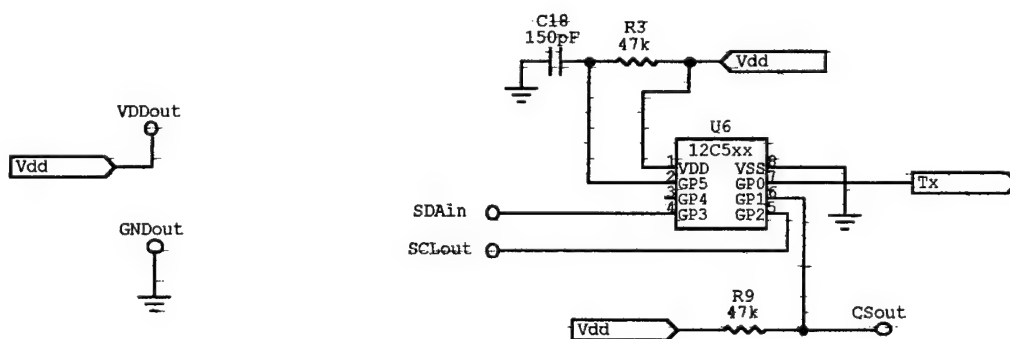 C18
150pF
R3
47k
Vdd
VDDout
Vdd
U6
12C5xx
1 VDD VSS 8
2 GP5 GP0 7
3 GP4 GP1 6
4 GP3 GP2 5
Tx
SDAin
GNDout
SCLout
R9
47k
CSout
Vdd